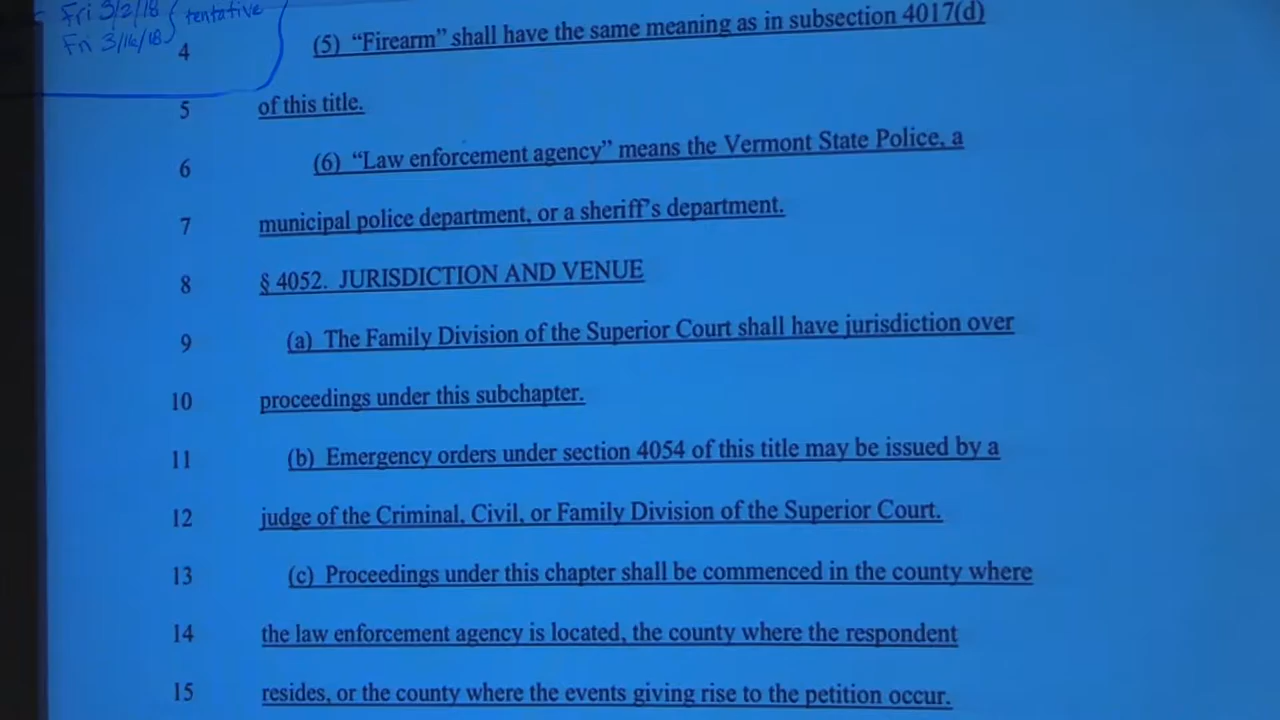 Fri 3/2/18
tentative
Fri 3/16/18
4 (5) “Firearm” shall have the same meaning as in subsection 4017(d)
5 of this title.
6 (6) “Law enforcement agency” means the Vermont State Police, a
7 municipal police department, or a sheriff’s department.
8 § 4052. JURISDICTION AND VENUE
9 (a) The Family Division of the Superior Court shall have jurisdiction over
10 proceedings under this subchapter.
11 (b) Emergency orders under section 4054 of this title may be issued by a
12 judge of the Criminal, Civil, or Family Division of the Superior Court.
13 (c) Proceedings under this chapter shall be commenced in the county where
14 the law enforcement agency is located, the county where the respondent
15 resides, or the county where the events giving rise to the petition occur.